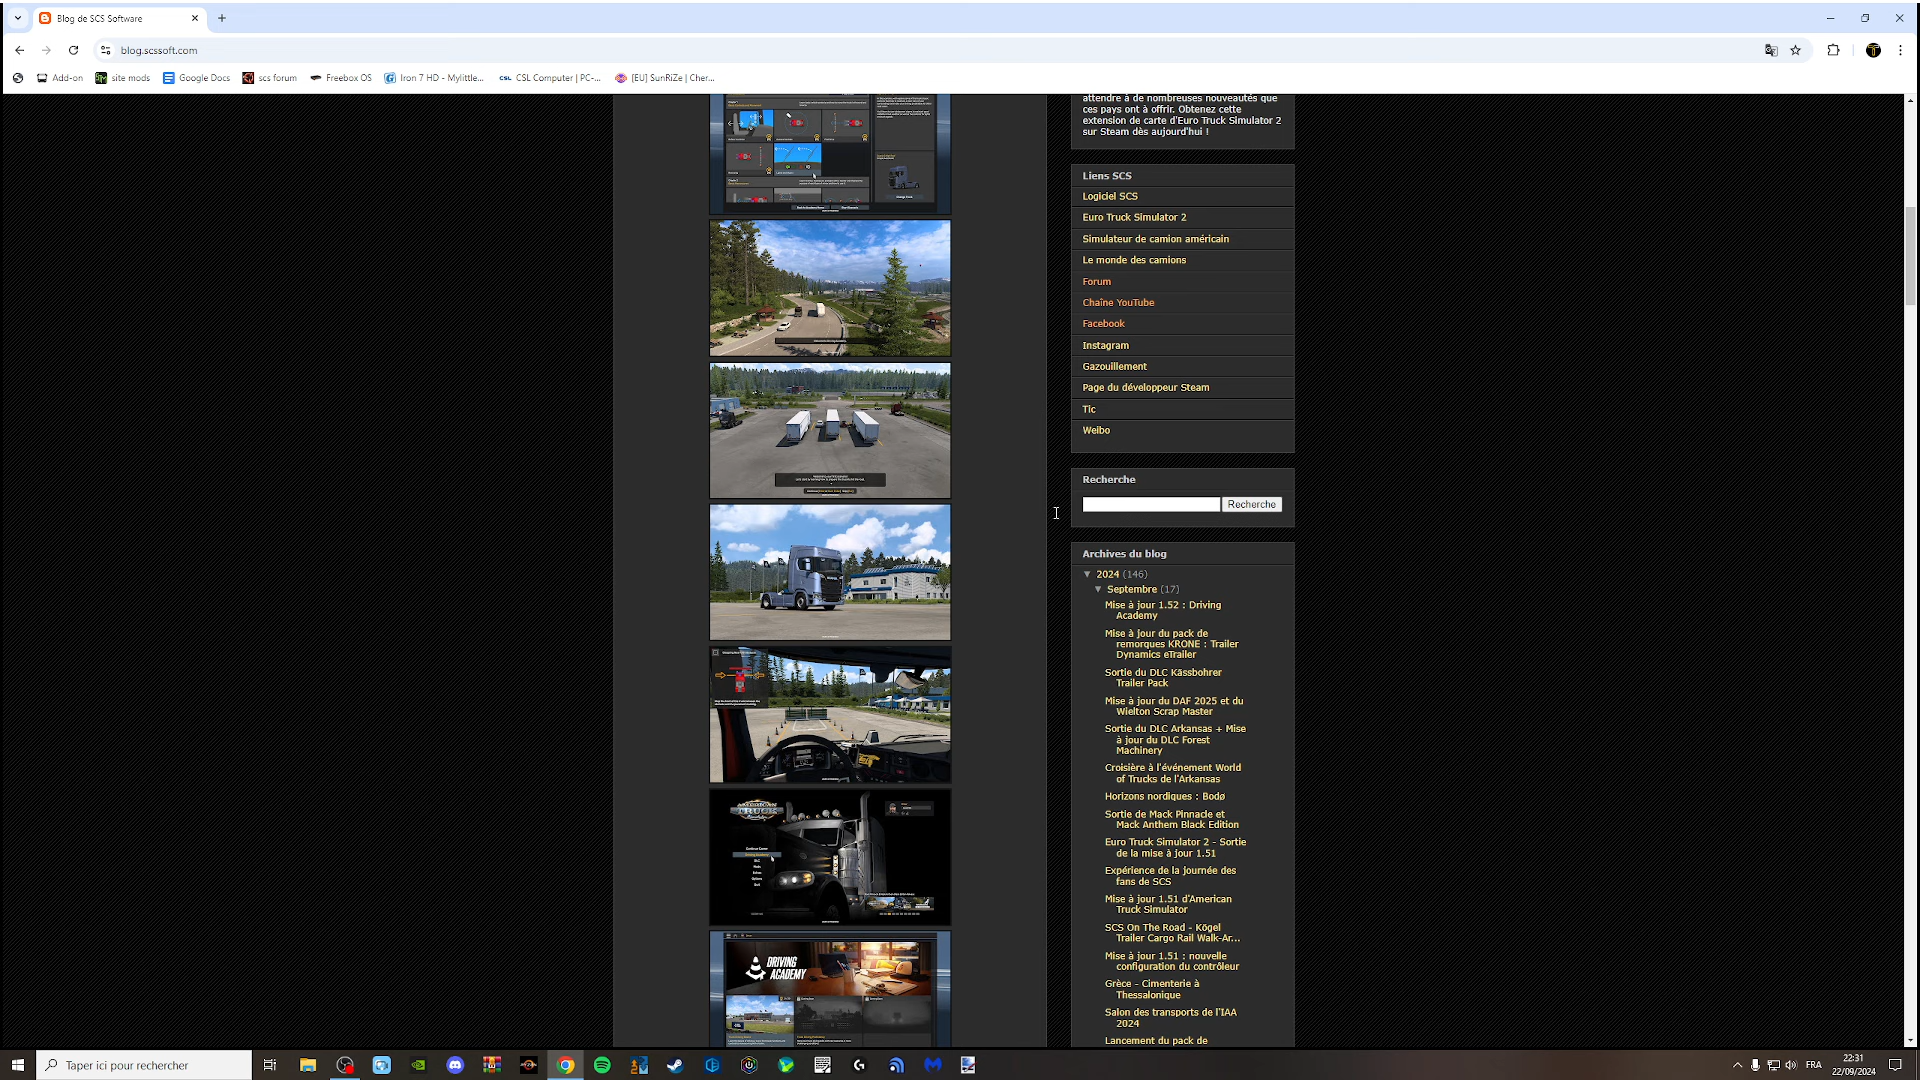 Blog de SCS Software
blog.scssoft.com
Add-on
site mods
Google Docs
scs forum
Freebox OS
Iron 7 HD - Mylittle...
CSL Computer | PC-...
[EU] SunRiZe | Cher...
attendre à de nombreuses nouveautés que
ces pays ont à offrir. Obtenez cette
extension de carte d'Euro Truck Simulator 2
sur Steam dès aujourd'hui !
Liens SCS
Logiciel SCS
Euro Truck Simulator 2
Simulateur de camion américain
Le monde des camions
Forum
Chaîne YouTube
Facebook
Instagram
Gazouillement
Page du développeur Steam
Tic
Weibo
Recherche
Recherche
Archives du blog
▼ 2024 (146)
▼ Septembre (17)
Mise à jour 1.52 : Driving
Academy
Mise à jour du pack de
remorques KRONE : Trailer
Dynamics eTrailer
Sortie du DLC Kässbohrer
Trailer Pack
Mise à jour du DAF 2025 et du
Wielton Scrap Master
Sortie du DLC Arkansas + Mise
à jour du DLC Forest
Machinery
Croisière à l'événement World
of Trucks de l'Arkansas
Horizons nordiques : Bodø
Sortie de Mack Pinnacle et
Mack Anthem Black Edition
Euro Truck Simulator 2 - Sortie
de la mise à jour 1.51
Expérience de la journée des
fans de SCS
Mise à jour 1.51 d'American
Truck Simulator
SCS On The Road - Kögel
Trailer Cargo Rail Walk-Ar...
Mise à jour 1.51 : nouvelle
configuration du contrôleur
Grèce - Cimenterie à
Thessalonique
Salon des transports de l'IAA
2024
Lancement du pack de
AMERICAN
TRUCK
Continue Career
Driving Academy
DLC
Mods
Extras
Options
Quit
DRIVING
ACADEMY
Taper ici pour rechercher
FRA
22:31
22/09/2024